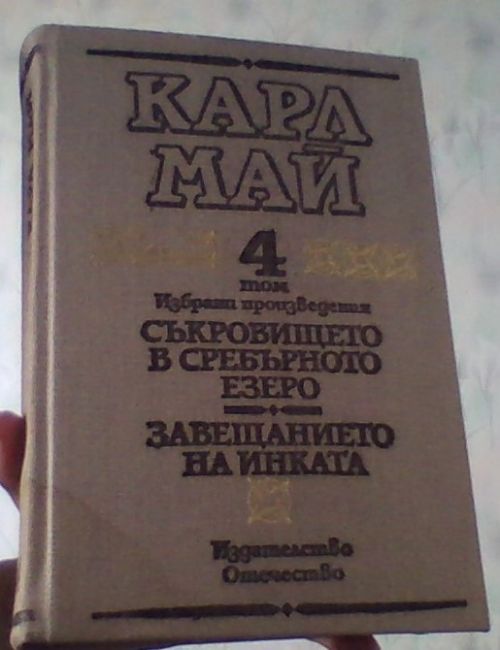 КАРЛ
МАЙ
4
том
Избрани произведения
СЪКРОВИЩЕТО
В СРЕБЪРНОТО
ЕЗЕРО
ЗАВЕЩАНИЕТО
НА ИНКАТА
Издателство
Отечество